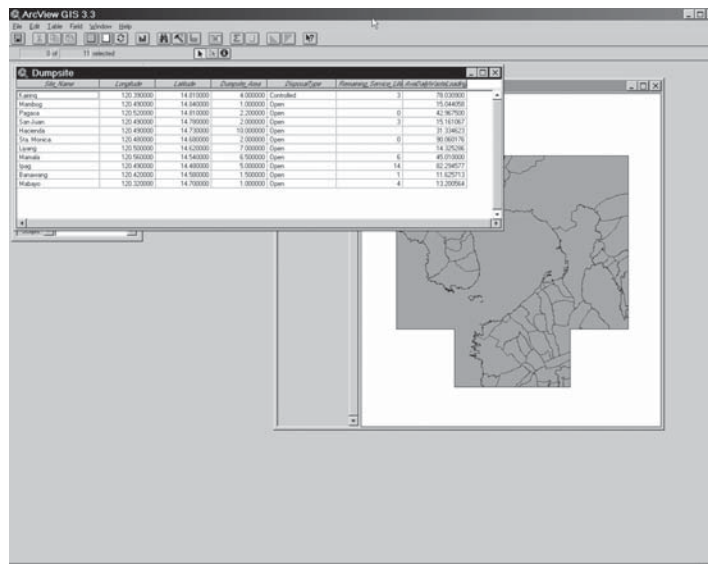 ArcView GIS 3.3
File Edit Table Field Window Help
0 of 11 selected
Dumpsite
Site_Name Longitude Latitude Dumpsite_Area DisposalType
120.390000 14.810000 4.000000 Controlled 3 78.030900
Mambog 120.490000 14.840000 1.000000 Open 15.044058
Pagasa 120.520000 14.810000 2.200000 Open 0 42.967500
San Juan 120.490000 14.780000 2.000000 Open 3 15.161067
Hacienda 120.490000 14.730000 10.000000 Open 31.334623
Sta. Monica 120.480000 14.680000 2.000000 Open 0 90.060176
Liyang 120.500000 14.620000 7.000000 Open 14.325286
Mamala 120.560000 14.540000 6.500000 Open 6 45.010000
Ipag 120.490000 14.480000 5.000000 Open 14 82.294577
Banawang 120.420000 14.580000 1.500000 Open 1 11.625713
Mabayo 120.320000 14.700000 1.000000 Open 4 13.200564